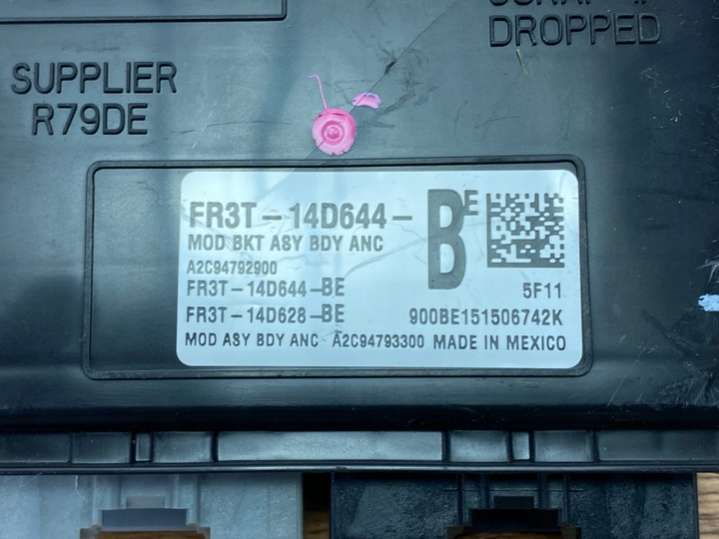 DROPPED
SUPPLIER
R79DE
FR3T-14D644-BE
MOD BKT ASY BDY ANC
A2C94792900
FR3T-14D644-BE
5F11
FR3T-14D628-BE
900BE151506742K
MOD ASY BDY ANC A2C94793300 MADE IN MEXICO